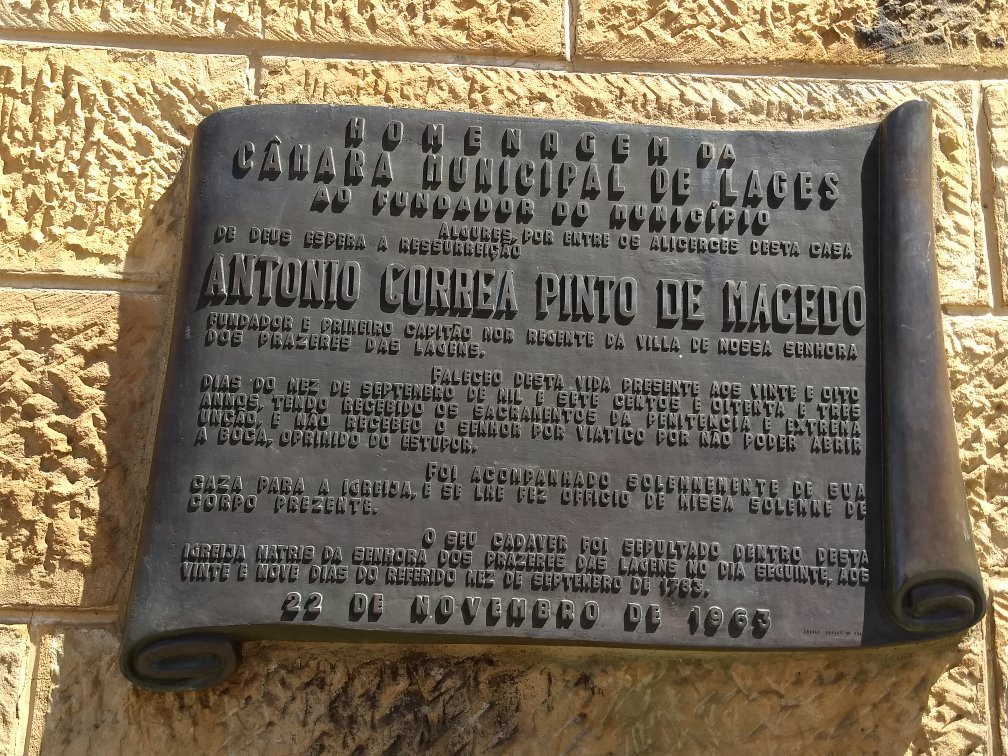 HOMENAGEM DA
CÂMARA MUNICIPAL DE LAGES
AO FUNDADOR DO MUNICÍPIO
ALGURES, POR ENTRE OS ALICERCES DESTA CASA
DE DEUS ESPERA A RESSURREIÇÃO
ANTONIO CORREA PINTO DE MACEDO
FUNDADOR E PRIMEIRO CAPITÃO MOR REGENTE DA VILLA DE NOSSA SENHORA
DOS PRAZERES DAS LAGENS.
FALECEO DESTA VIDA PRESENTE AOS VINTE E OITO
DIAS DO MEZ DE SEPTEMBRO DE MIL E SETE CENTOS E OITENTA E TRES
ANNOS, TENDO RECEBIDO OS SACRAMENTOS DA PENITENCIA E EXTREMA
UNCÃO, E NÃO RECEBEO O SENHOR POR VIATICO POR NÃO PODER ABRIR
A BOCA, OPRIMIDO DO ESTUPOR.
FOI ACOMPANHADO SOLENNEMENTE DE SUA
CAZA PARA A IGREIJA, E SE LHE FEZ OFFICIO DE MISSA SOLEMNE DE
CORPO PREZENTE.
O SEU CADAVER FOI SEPULTADO DENTRO DESTA
IGREIJA MATRIS DA SENHORA DOS PRAZERES DAS LAGENS NO DIA SEGUINTE, AOS
VINTE E NOVE DIAS DO REFERIDO MEZ DE SEPTEMBRO DE 1783.
22 DE NOVEMBRO DE 1963